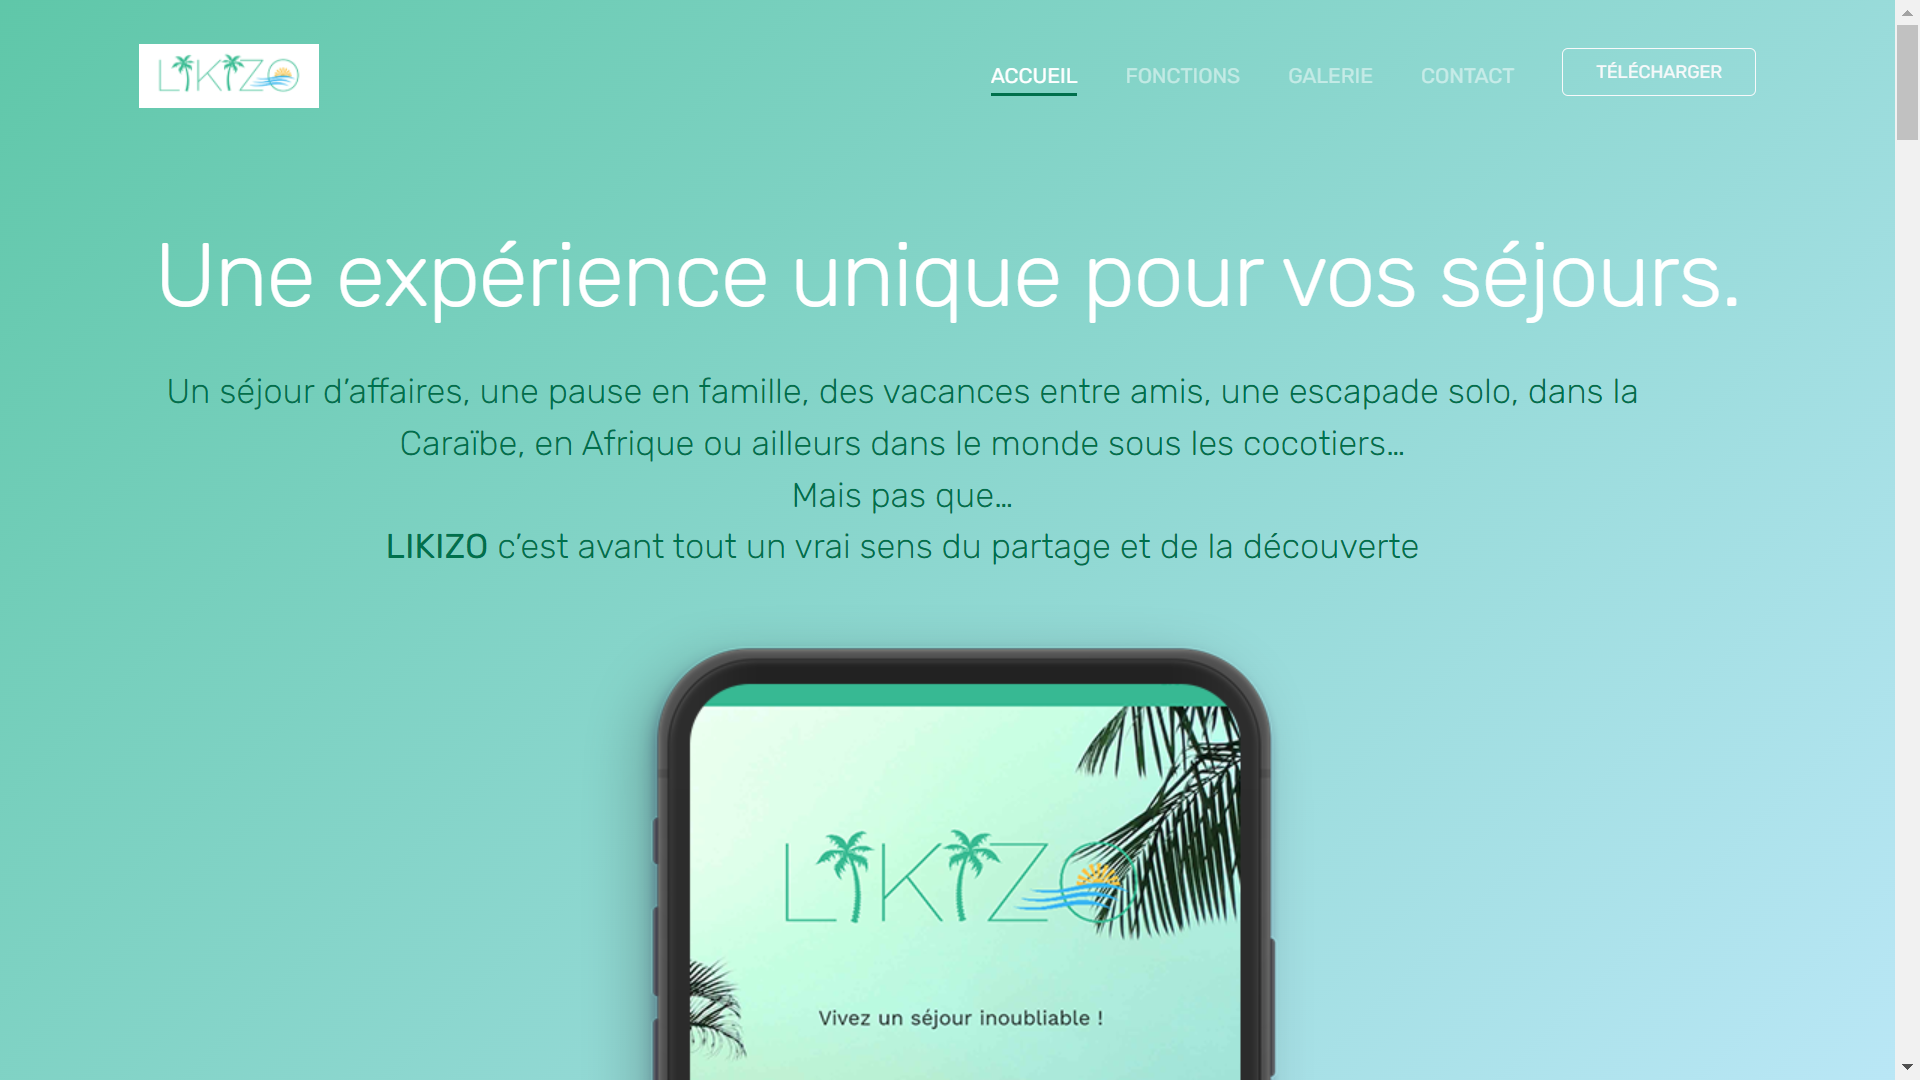 LIKIZO
ACCUEIL
FONCTIONS
GALERIE
CONTACT
TÉLÉCHARGER
Une expérience unique pour vos séjours.
Un séjour d’affaires, une pause en famille, des vacances entre amis, une escapade solo, dans la
Caraïbe, en Afrique ou ailleurs dans le monde sous les cocotiers…
Mais pas que…
LIKIZO c’est avant tout un vrai sens du partage et de la découverte
LIKIZO
Vivez un séjour inoubliable !